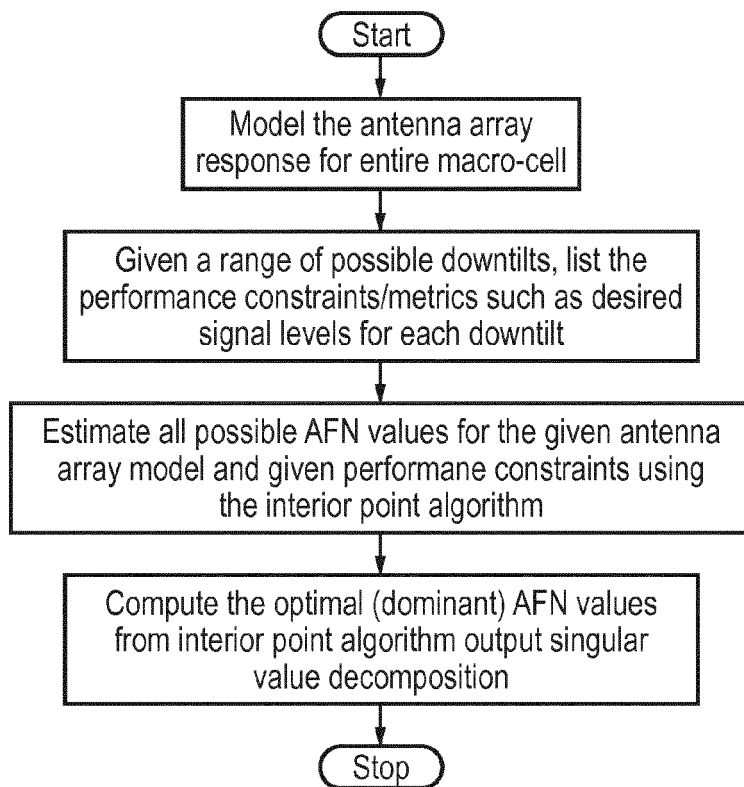 Start
Model the antenna array
response for entire macro-cell
Given a range of possible downtilts, list the
performance constraints/metrics such as desired
signal levels for each downtilt
Estimate all possible AFN values for the given antenna
array model and given performane constraints using
the interior point algorithm
Compute the optimal (dominant) AFN values
from interior point algorithm output singular
value decomposition
Stop